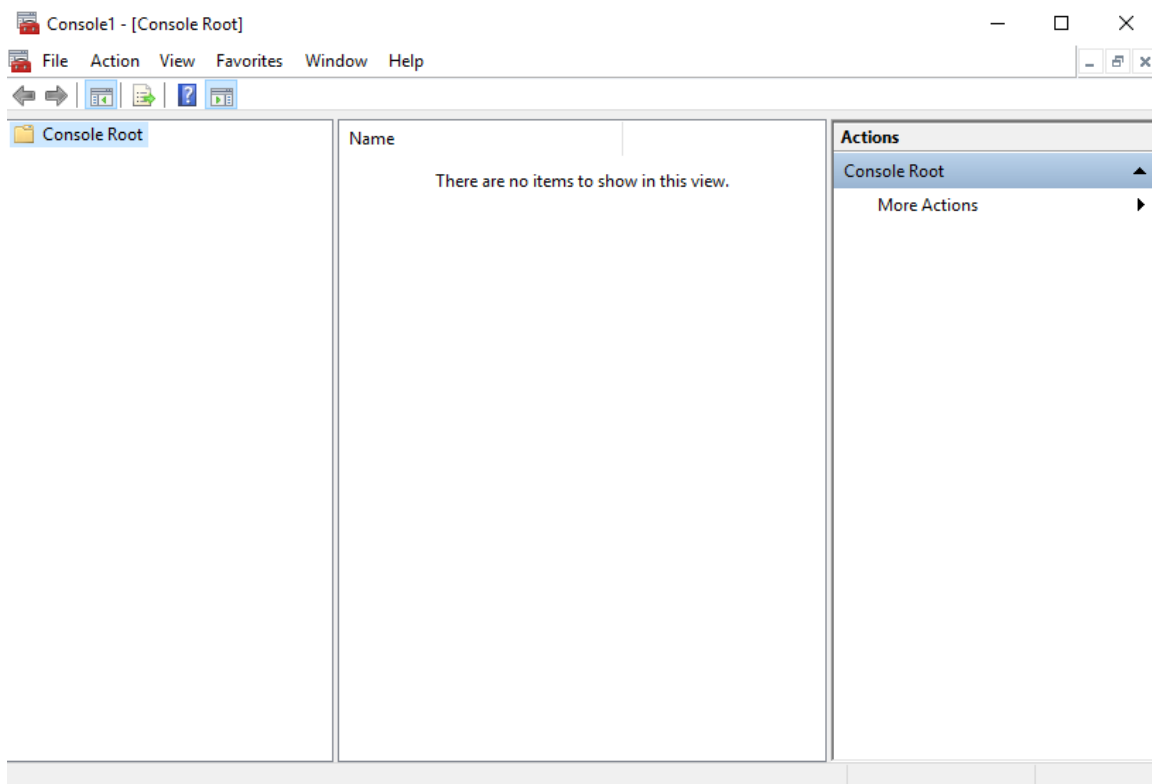 Console1 - [Console Root]
File Action View Favorites Window Help
Console Root
Name
There are no items to show in this view.
Actions
Console Root
More Actions